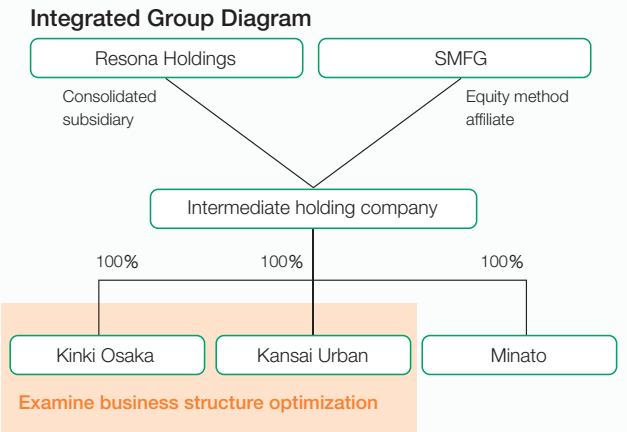 Integrated Group Diagram
Resona Holdings
SMFG
Consolidated
subsidiary
Equity method
affiliate
Intermediate holding company
100%
100%
100%
Kinki Osaka
Kansai Urban
Minato
Examine business structure optimization